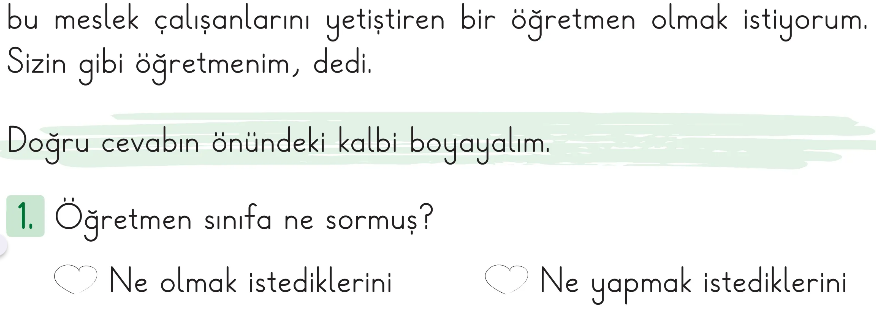 bu meslek çalışanlarını yetiştiren bir öğretmen olmak istiyorum.
Sizin gibi öğretmenim, dedi.
Doğru cevabın önündeki kalbi boyayalım.
1. Öğretmen sınıfa ne sormuş?
Ne olmak istediklerini Ne yapmak istediklerini